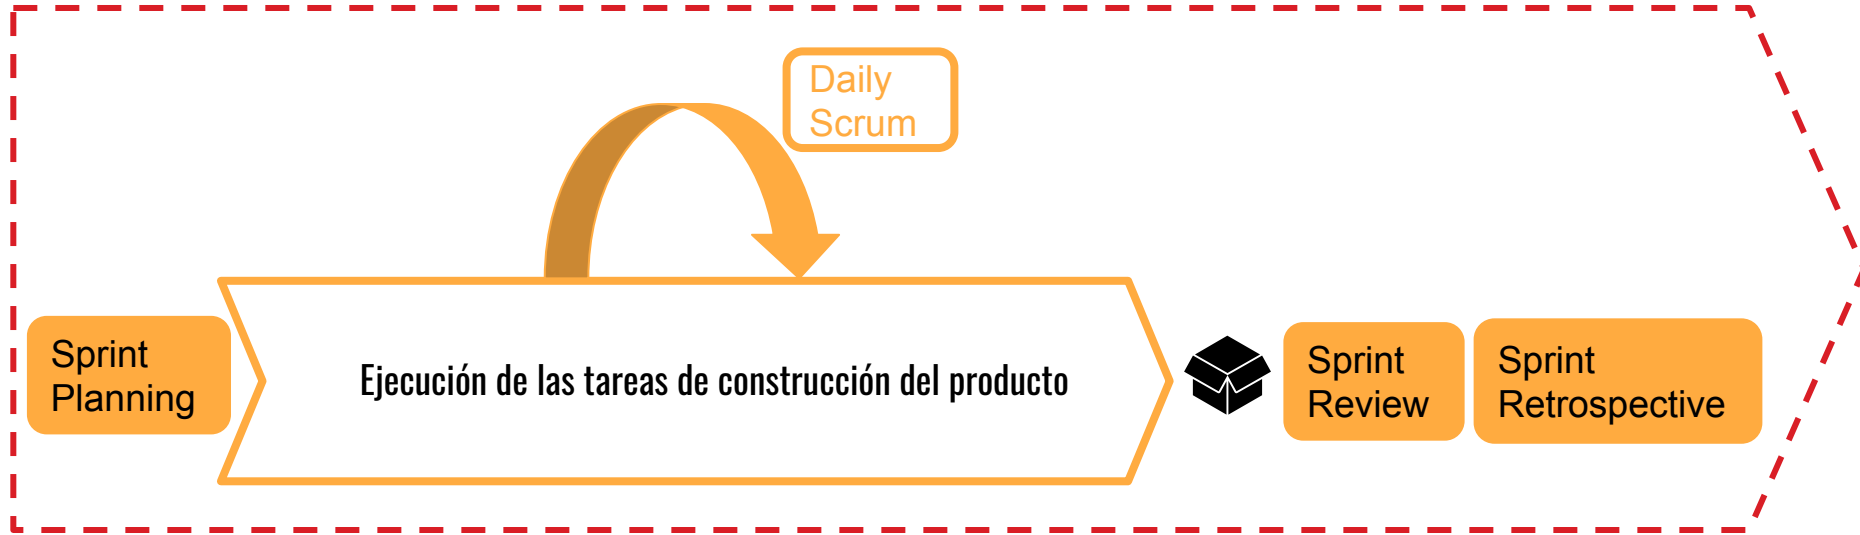 Daily
Scrum
Sprint
Planning
Ejecución de las tareas de construcción del producto
Sprint
Review
Sprint
Retrospective